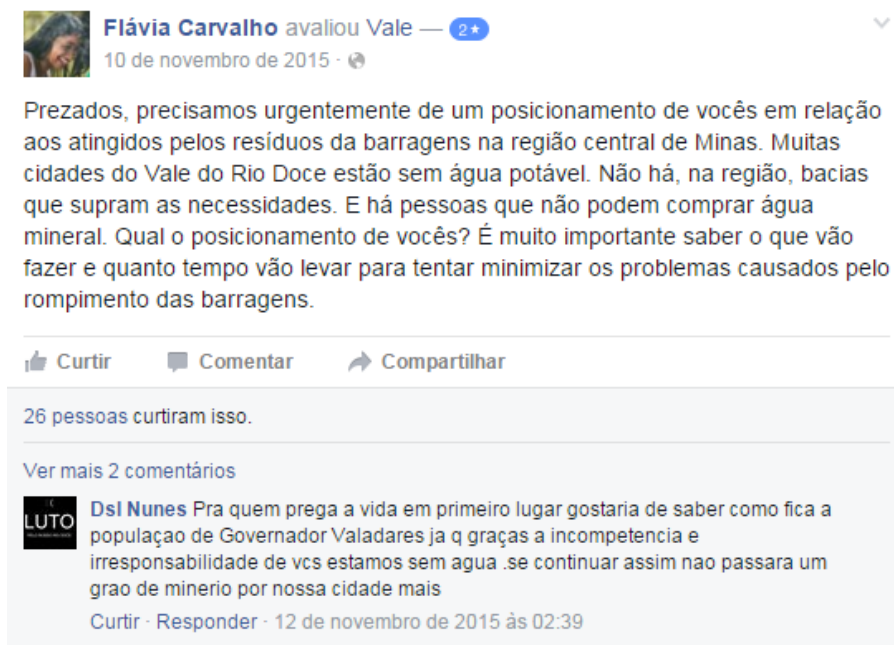 Flávia Carvalho avaliou Vale — 2★
10 de novembro de 2015 ·
Prezados, precisamos urgentemente de um posicionamento de vocês em relação
aos atingidos pelos resíduos da barragens na região central de Minas. Muitas
cidades do Vale do Rio Doce estão sem água potável. Não há, na região, bacias
que supram as necessidades. E há pessoas que não podem comprar água
mineral. Qual o posicionamento de vocês? É muito importante saber o que vão
fazer e quanto tempo vão levar para tentar minimizar os problemas causados pelo
rompimento das barragens.
Curtir Comentar Compartilhar
26 pessoas curtiram isso.
Ver mais 2 comentários
LUTO
Dsl Nunes Pra quem prega a vida em primeiro lugar gostaria de saber como fica a
populaçao de Governador Valadares ja q graças a incompetencia e
irresponsabilidade de vcs estamos sem agua .se continuar assim nao passara um
grao de minerio por nossa cidade mais
Curtir · Responder · 12 de novembro de 2015 às 02:39